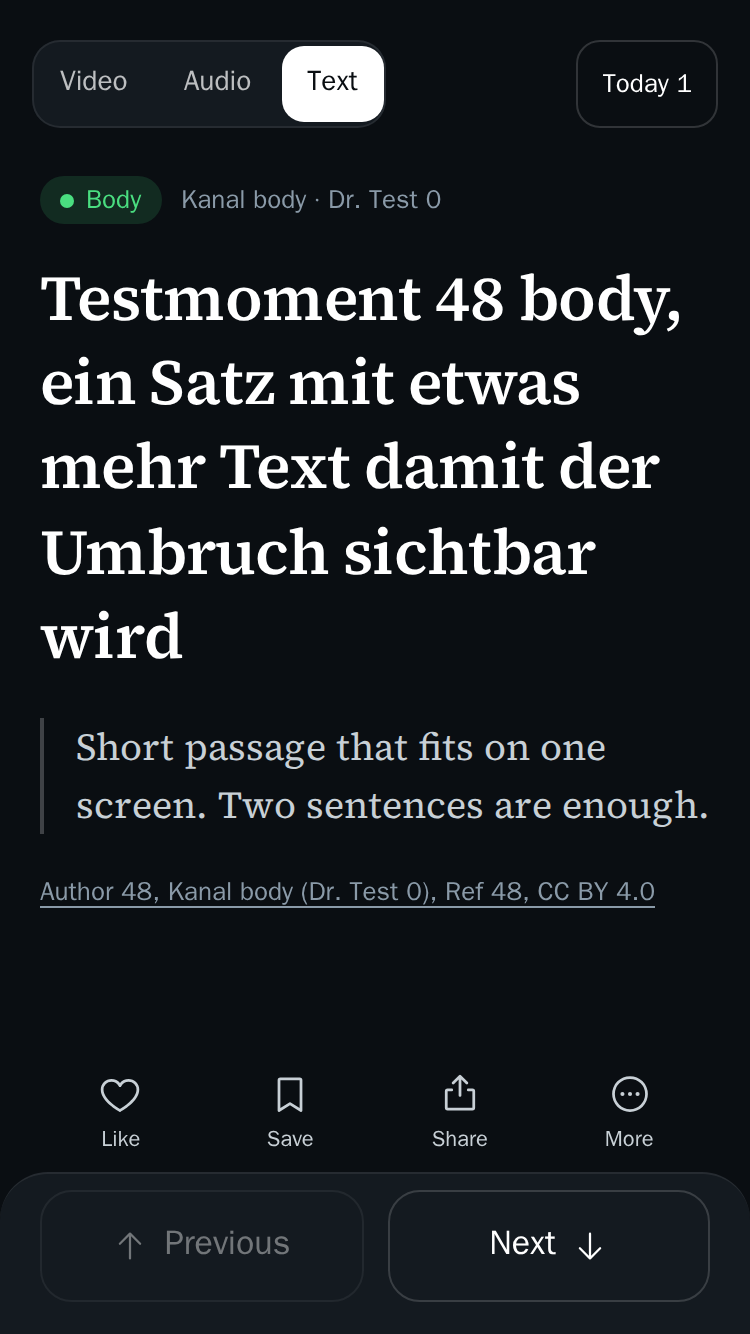 Video Audio Text Today 1
Body Kanal body · Dr. Test 0
Testmoment 48 body,
ein Satz mit etwas
mehr Text damit der
Umbruch sichtbar
wird
Short passage that fits on one
screen. Two sentences are enough.
Author 48, Kanal body (Dr. Test 0), Ref 48, CC BY 4.0
Like Save Share More
Previous Next